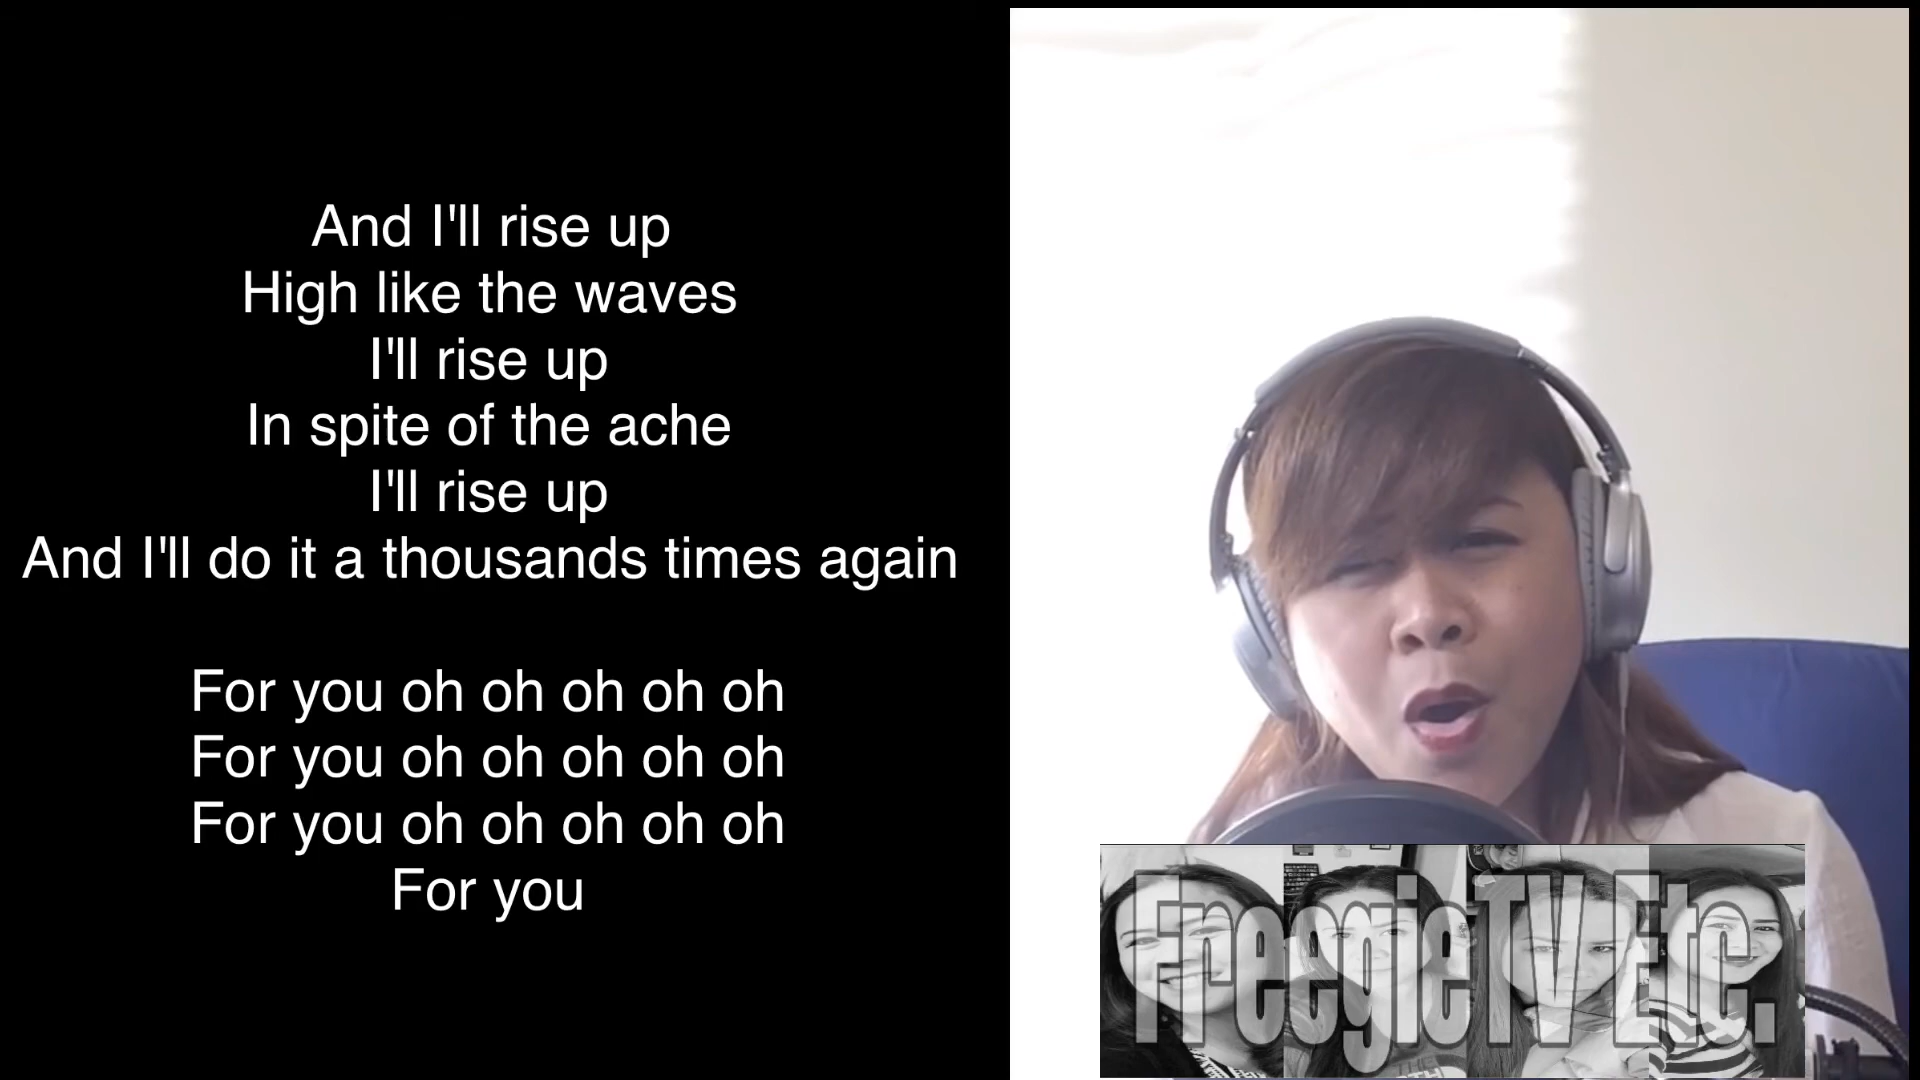 And I'll rise up
High like the waves
I'll rise up
In spite of the ache
I'll rise up
And I'll do it a thousands times again
For you oh oh oh oh oh
For you oh oh oh oh oh
For you oh oh oh oh oh
For you
FreegieTV Etc.